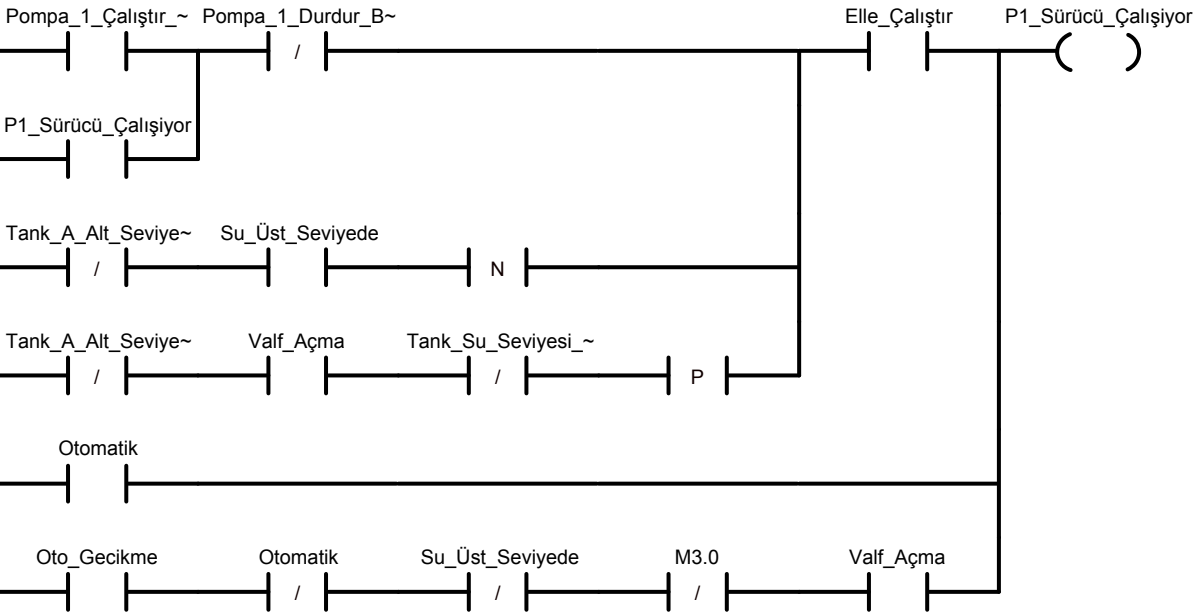 Pompa_1_Çalıştır_~ Pompa_1_Durdur_B~ Elle_Çalıştır P1_Sürücü_Çalışiyor
/
P1_Sürücü_Çalışiyor
Tank_A_Alt_Seviye~ Su_Üst_Seviyede
/ N
Tank_A_Alt_Seviye~ Valf_Açma Tank_Su_Seviyesi_~
/ / P
Otomatik
Oto_Gecikme Otomatik Su_Üst_Seviyede M3.0 Valf_Açma
/ / /